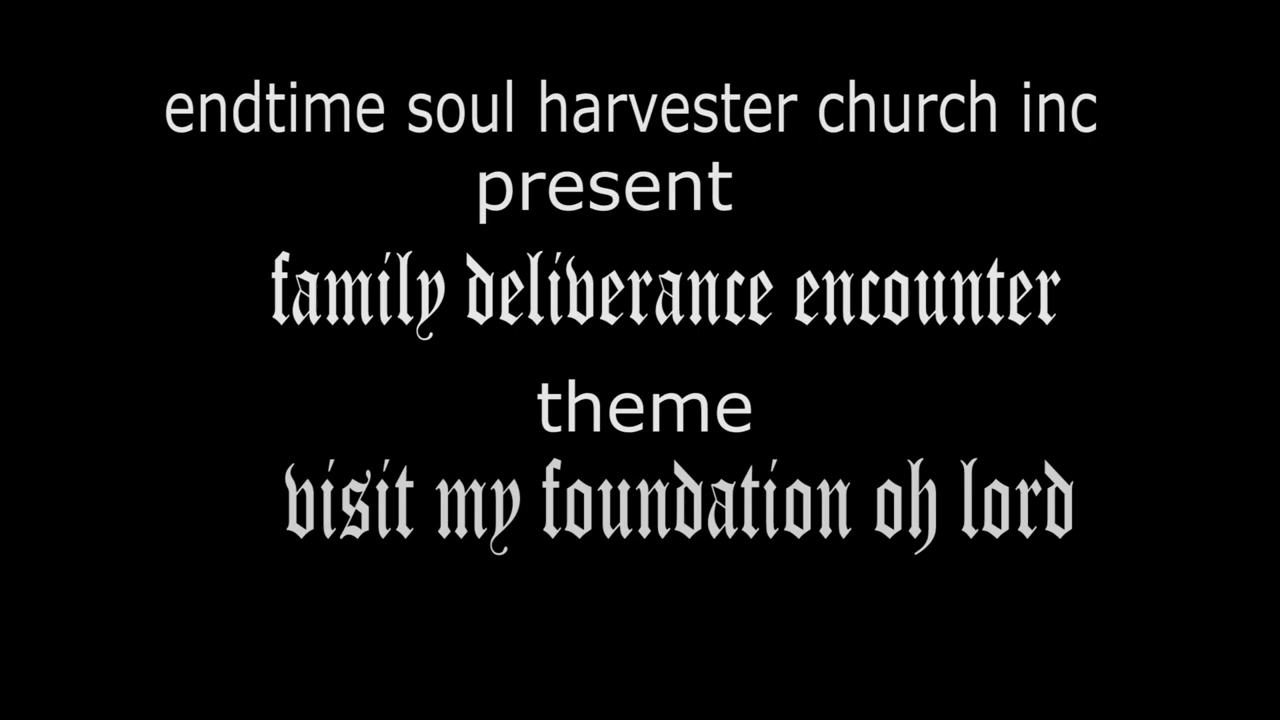 endtime soul harvester church inc
present
family deliverance encounter
theme
visit my foundation oh lord